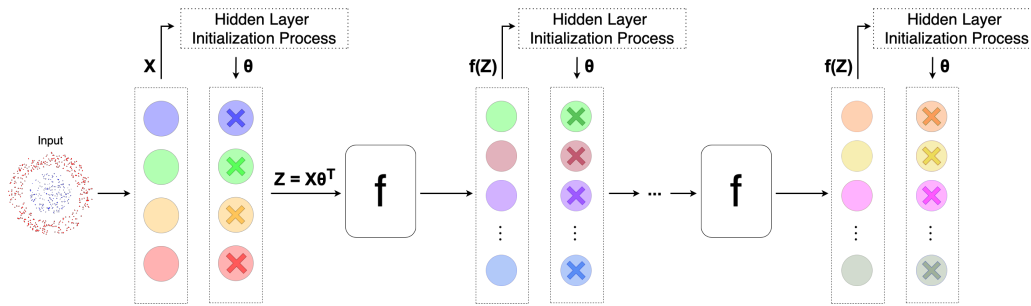 Hidden Layer
Initialization Process
Hidden Layer
Initialization Process
Hidden Layer
Initialization Process
X
θ
f(Z)
θ
f(Z)
θ
Input
Z = Xθ^T
f
...
f
⋮
⋮
⋮
⋮